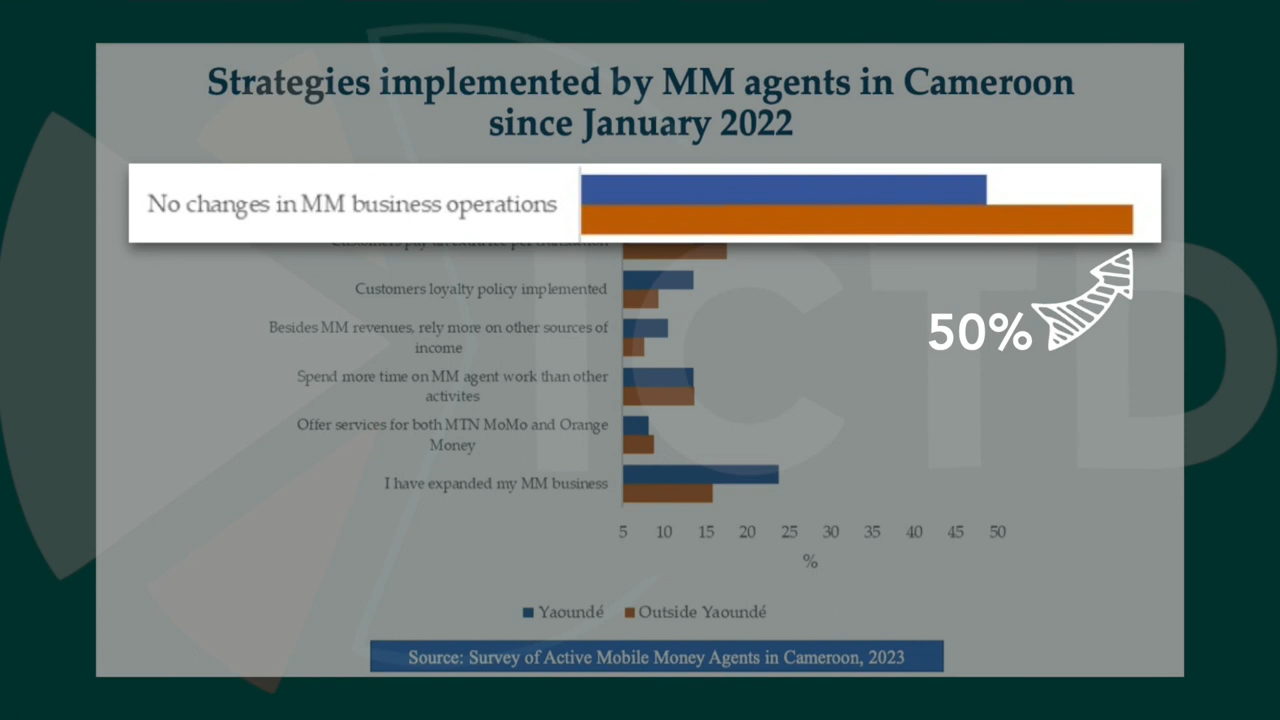 Strategies implemented by MM agents in Cameroon
since January 2022
No changes in MM business operations
Customers loyalty policy implemented
50%
Besides MM revenues, rely more on other sources of
income
Spend more time on MM agent work than other
activites
Offer services for both MTN MoMo and Orange
Money
I have expanded my MM business
5 10 15 20 25 30 35 40 45 50
%
Yaoundé Outside Yaoundé
Source: Survey of Active Mobile Money Agents in Cameroon, 2023
ICTD